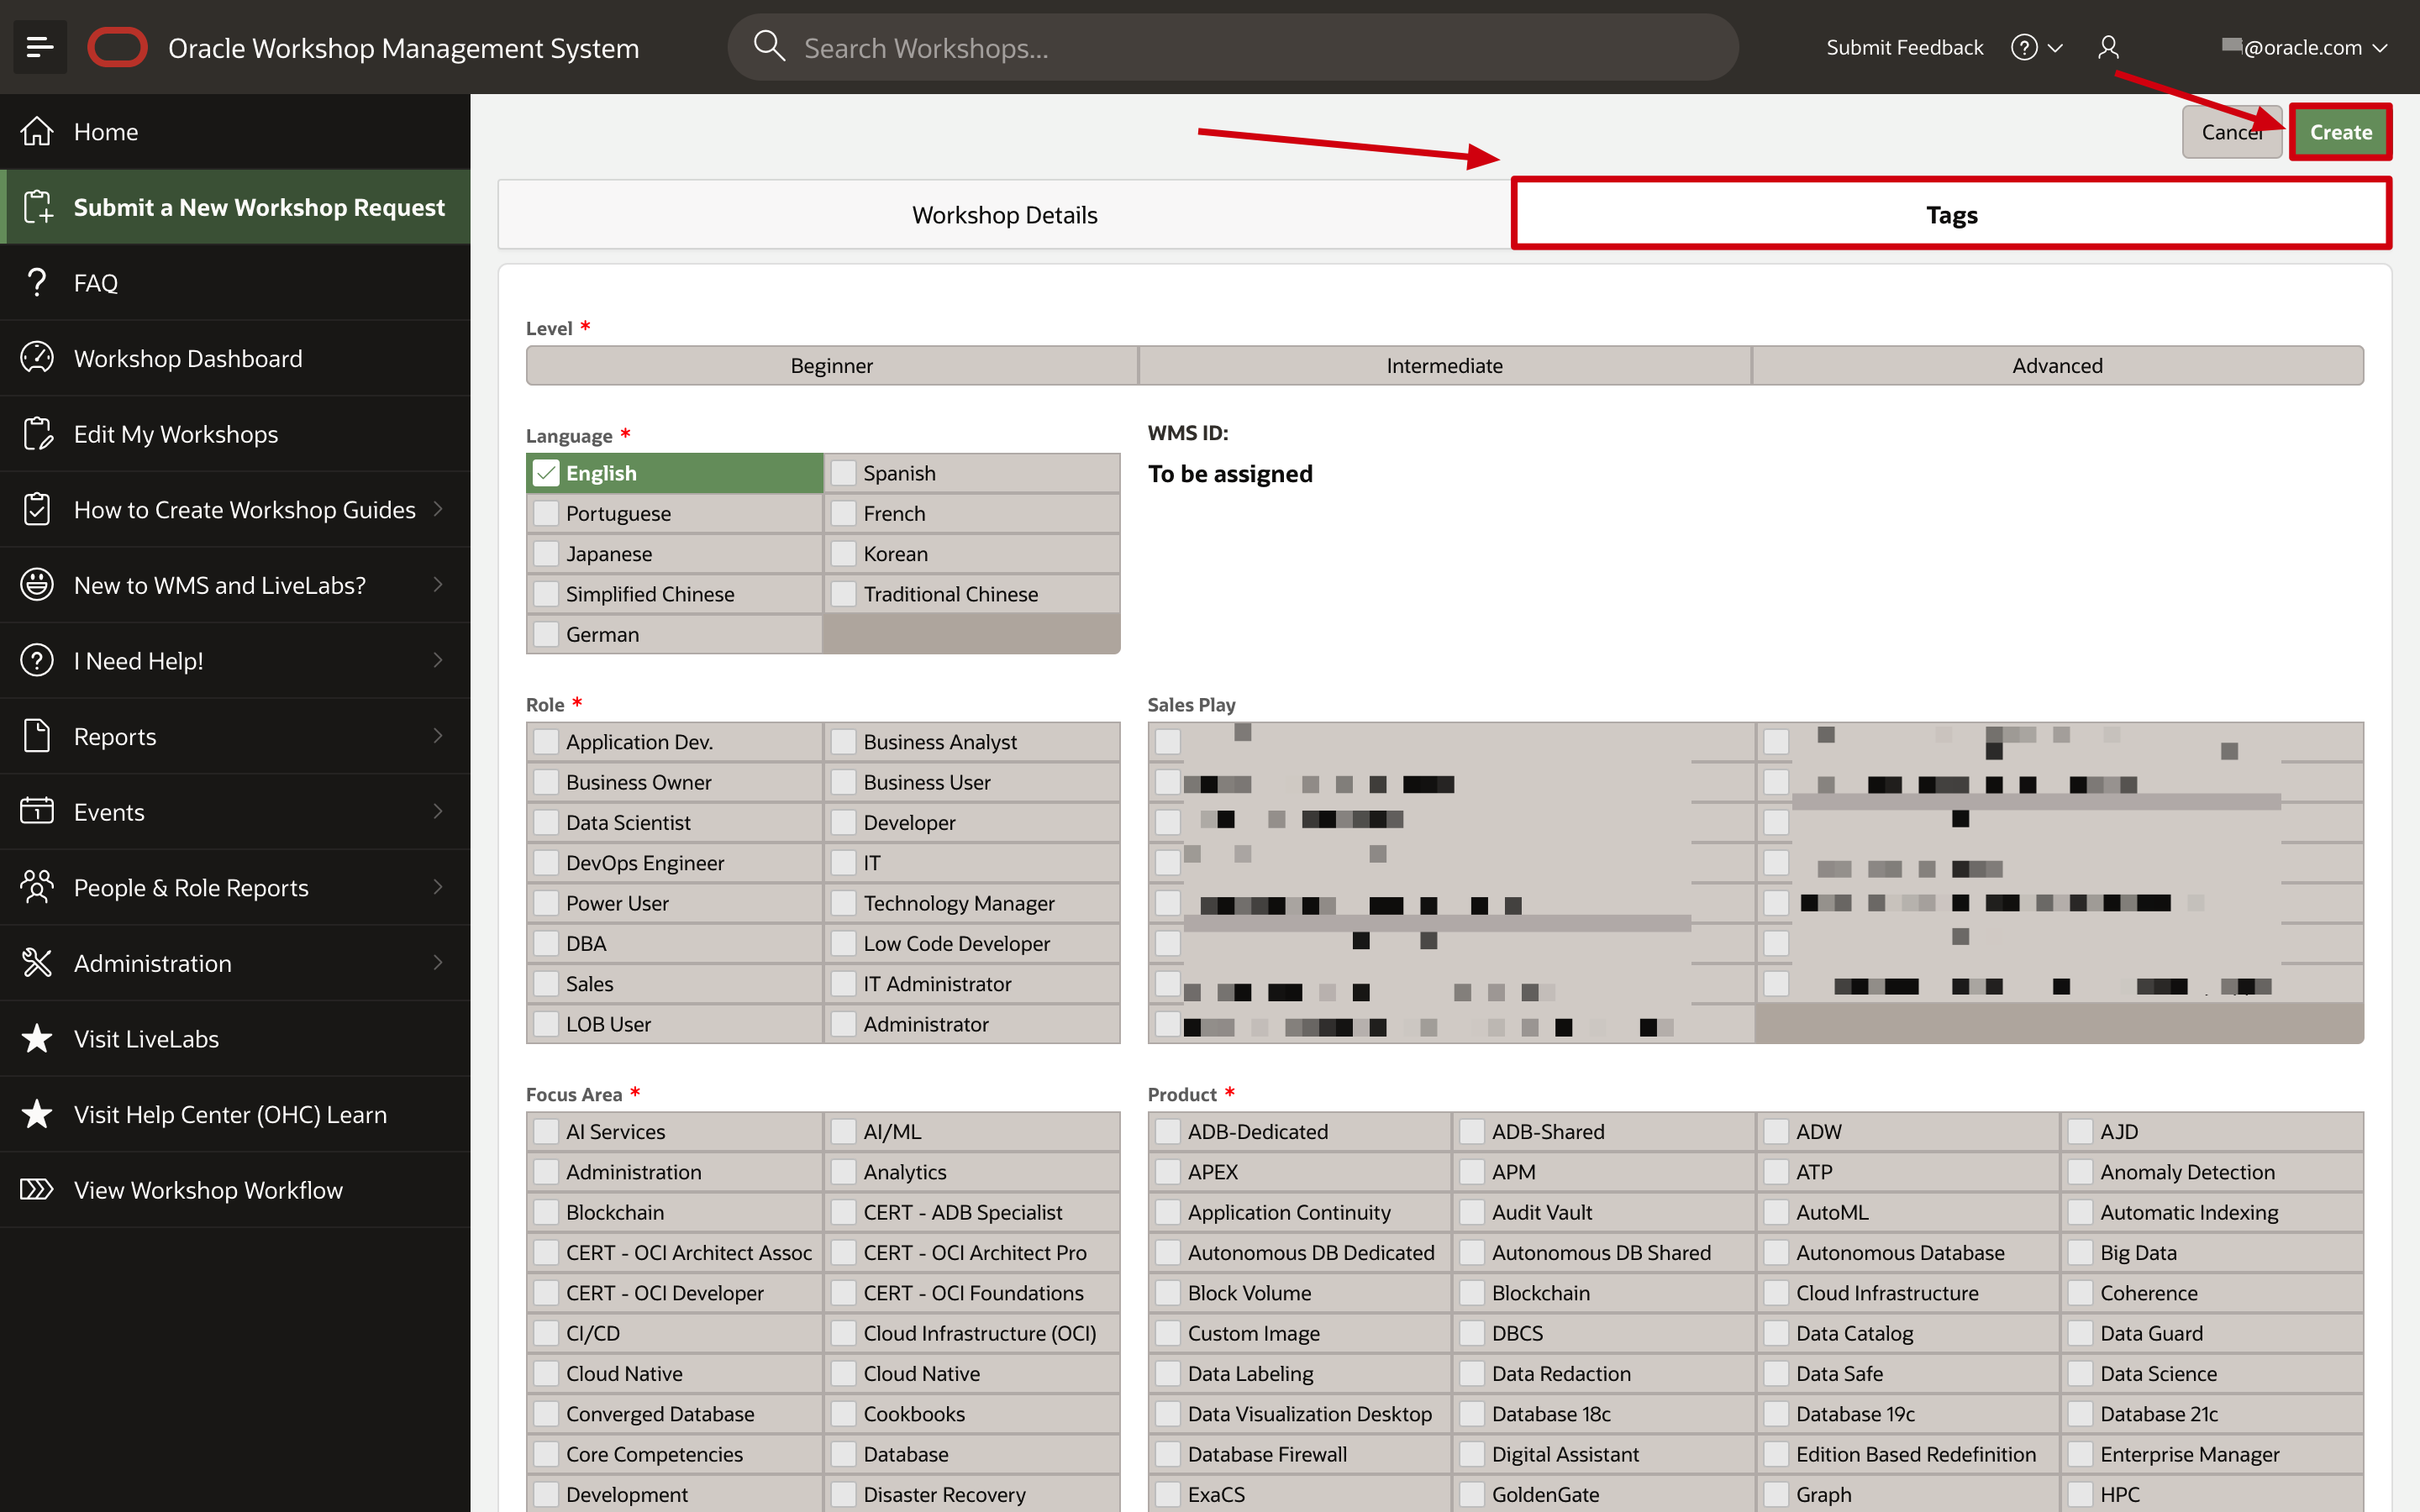 Oracle Workshop Management System
Search Workshops...
Submit Feedback
@oracle.com
Home
Submit a New Workshop Request
FAQ
Workshop Dashboard
Edit My Workshops
How to Create Workshop Guides
New to WMS and LiveLabs?
I Need Help!
Reports
Events
People & Role Reports
Administration
Visit LiveLabs
Visit Help Center (OHC) Learn
View Workshop Workflow
Cancel
Create
Workshop Details
Tags
Level *
Beginner
Intermediate
Advanced
Language *
English
Spanish
Portuguese
French
Japanese
Korean
Simplified Chinese
Traditional Chinese
German
WMS ID:
To be assigned
Role *
Application Dev.
Business Analyst
Business Owner
Business User
Data Scientist
Developer
DevOps Engineer
IT
Power User
Technology Manager
DBA
Low Code Developer
Sales
IT Administrator
LOB User
Administrator
Sales Play
Focus Area *
AI Services
AI/ML
Administration
Analytics
Blockchain
CERT - ADB Specialist
CERT - OCI Architect Assoc
CERT - OCI Architect Pro
CERT - OCI Developer
CERT - OCI Foundations
CI/CD
Cloud Infrastructure (OCI)
Cloud Native
Cloud Native
Converged Database
Cookbooks
Core Competencies
Database
Development
Disaster Recovery
Product *
ADB-Dedicated
ADB-Shared
ADW
AJD
APEX
APM
ATP
Anomaly Detection
Application Continuity
Audit Vault
AutoML
Automatic Indexing
Autonomous DB Dedicated
Autonomous DB Shared
Autonomous Database
Big Data
Block Volume
Blockchain
Cloud Infrastructure
Coherence
Custom Image
DBCS
Data Catalog
Data Guard
Data Labeling
Data Redaction
Data Safe
Data Science
Data Visualization Desktop
Database 18c
Database 19c
Database 21c
Database Firewall
Digital Assistant
Edition Based Redefinition
Enterprise Manager
ExaCS
GoldenGate
Graph
HPC